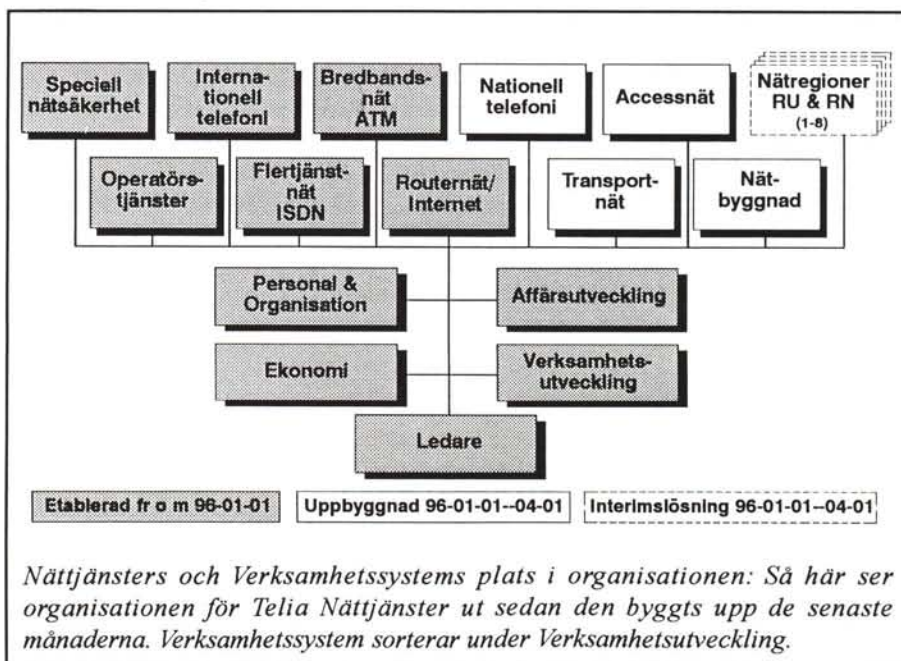 Speciell
nätsäkerhet
Interna-
tionell
telefoni
Bredbands-
nät
ATM
Nationell
telefoni
Accessnät
Nätregioner
RU & RN
(1-8)
Operatörs-
tjänster
Flertjänst-
nät
ISDN
Routernät/
Internet
Transport-
nät
Nät-
byggnad
Personal &
Organisation
Affärsutveckling
Ekonomi
Verksamhets-
utveckling
Ledare
Etablerad fr o m 96-01-01
Uppbyggnad 96-01-01--04-01
Interimslösning 96-01-01--04-01
Nättjänsters och Verksamhetssystems plats i organisationen: Så här ser
organisationen för Telia Nättjänster ut sedan den byggts upp de senaste
månaderna. Verksamhetssystem sorterar under Verksamhetsutveckling.